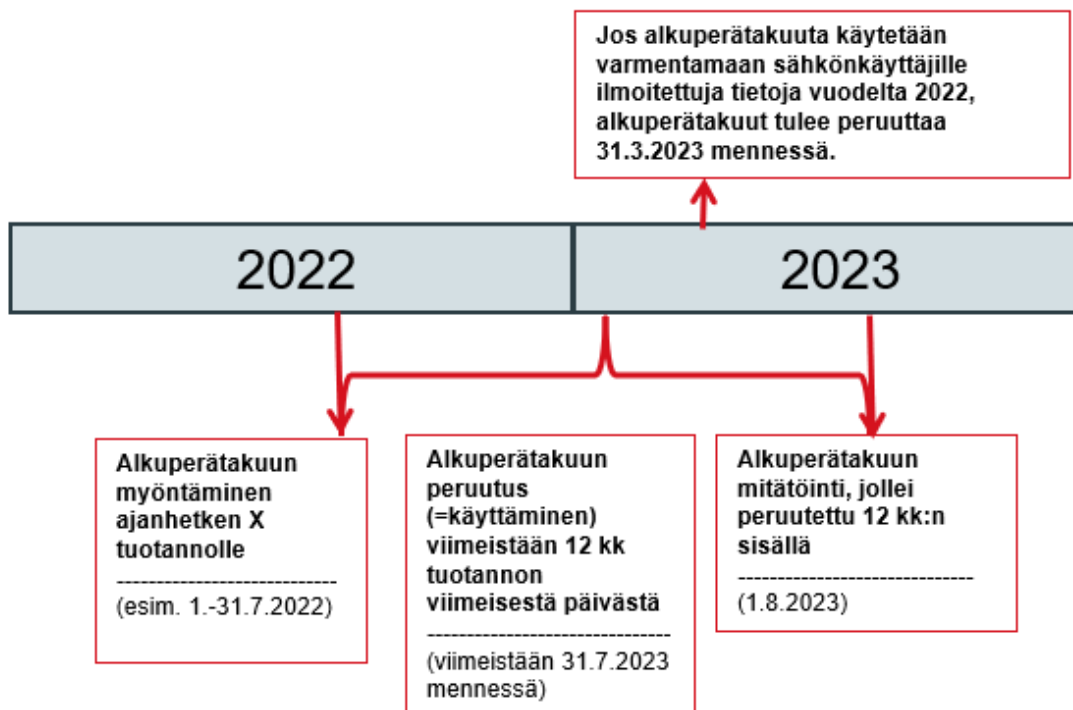 Jos alkuperätakuuta käytetään
varmentamaan sähkönkäyttäjille
ilmoitettuja tietoja vuodelta 2022,
alkuperätakuut tulee peruuttaa
31.3.2023 mennessä.
2022
2023
Alkuperätakuun
myöntäminen
ajanhetken X
tuotannolle
-----------------------------
(esim. 1.-31.7.2022)
Alkuperätakuun
peruutus
(=käyttäminen)
viimeistään 12 kk
tuotannon
viimeisestä päivästä
-------------------------------
(viimeistään 31.7.2023
mennessä)
Alkuperätakuun
mitätöinti, jollei
peruutettu 12 kk:n
sisällä
------------------------------
(1.8.2023)